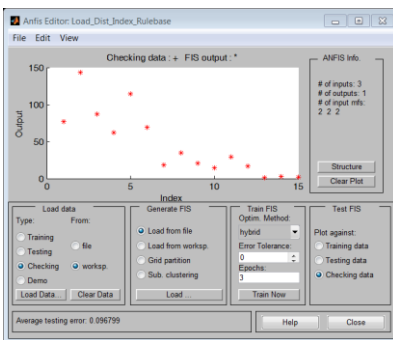 Anfis Editor: Load_Dist_Index_Rulebase
File Edit View
Checking data : + FIS output : *
150
100
50
0
Output
0 5 10 15
Index
ANFIS Info.
# of inputs: 3
# of outputs: 1
# of input mfs:
2 2 2
Structure
Clear Plot
Load data
Type: From:
Training
Testing
Checking
Demo
file
worksp.
Load Data... Clear Data
Generate FIS
Load from file
Load from worksp.
Grid partition
Sub. clustering
Load ...
Train FIS
Optim. Method:
hybrid
Error Tolerance:
0
Epochs:
3
Train Now
Test FIS
Plot against:
Training data
Testing data
Checking data
Average testing error: 0.096799
Help Close